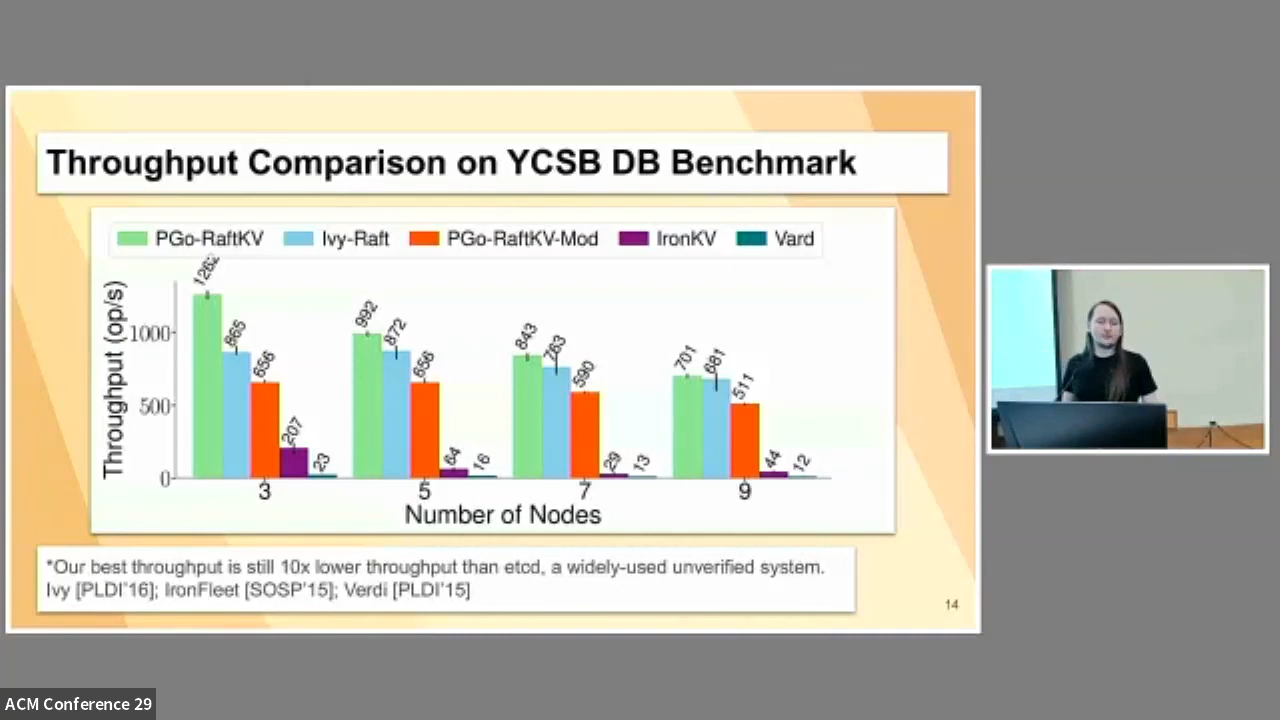 Throughput Comparison on YCSB DB Benchmark
PGo-RaftKV Ivy-Raft PGo-RaftKV-Mod IronKV Vard
Throughput (op/s)
1000
500
0
1262 865 656 207 23
992 872 656 64 16
843 763 590 29 13
701 681 511 44 12
3 5 7 9
Number of Nodes
*Our best throughput is still 10x lower throughput than etcd, a widely-used unverified system.
Ivy [PLDI'16]; IronFleet [SOSP'15]; Verdi [PLDI'15]
14
ACM Conference 29